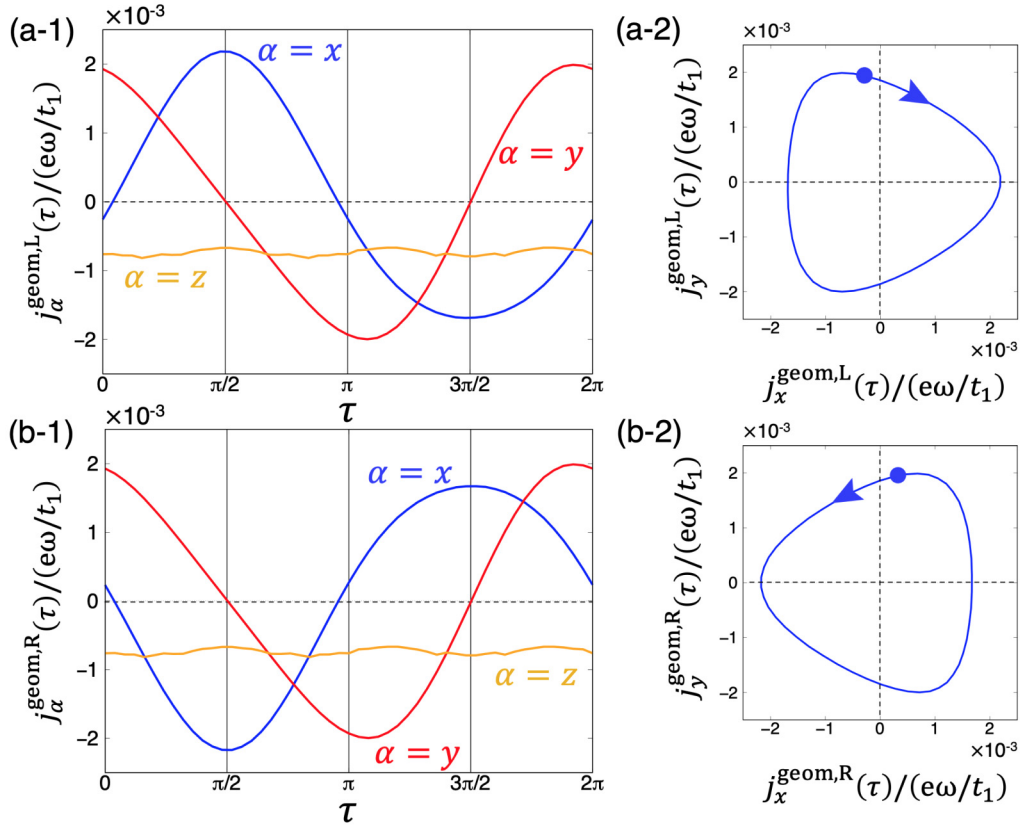 (a-1)
×10⁻³
j_α^geom,L(τ)/(eω/t₁)
2
1
0
−1
−2
α = x
α = y
α = z
0 π/2 π 3π/2 2π
τ
(a-2)
×10⁻³
j_y^geom,L(τ)/(eω/t₁)
2
1
0
−1
−2
−2 −1 0 1 2
×10⁻³
j_x^geom,L(τ)/(eω/t₁)
(b-1)
×10⁻³
j_α^geom,R(τ)/(eω/t₁)
2
1
0
−1
−2
α = x
α = z
α = y
0 π/2 π 3π/2 2π
τ
(b-2)
×10⁻³
j_y^geom,R(τ)/(eω/t₁)
2
1
0
−1
−2
−2 −1 0 1 2
×10⁻³
j_x^geom,R(τ)/(eω/t₁)